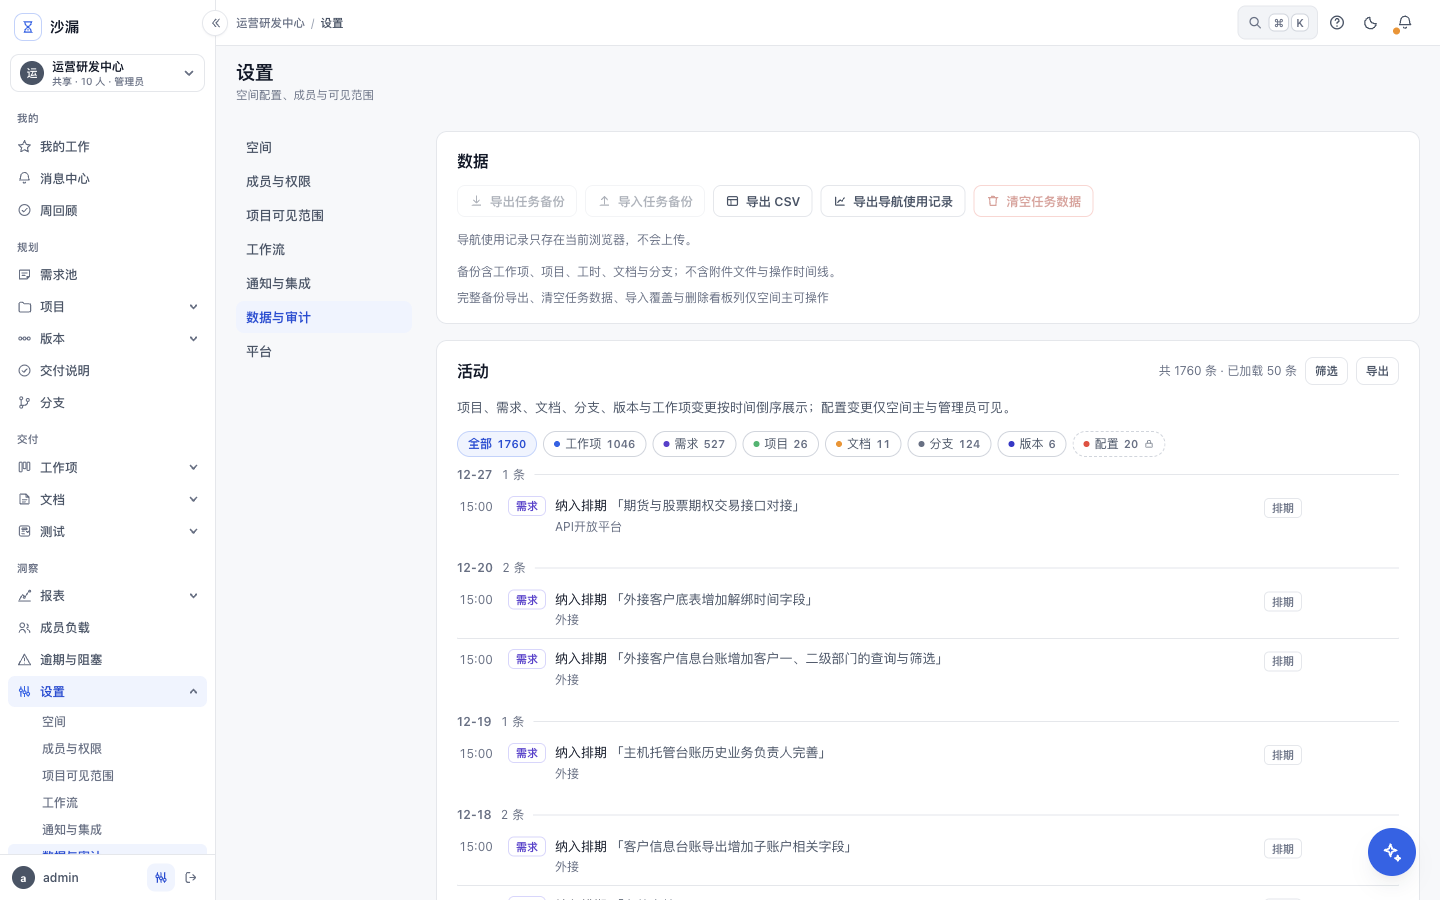 沙漏
运
运营研发中心
共享 · 10 人 · 管理员
我的
我的工作
消息中心
周回顾
规划
需求池
项目
版本
交付说明
分支
交付
工作项
文档
测试
洞察
报表
成员负载
逾期与阻塞
设置
空间
成员与权限
项目可见范围
工作流
通知与集成
数据与审计
a admin
运营研发中心 / 设置
⌘ K
设置
空间配置、成员与可见范围
空间
成员与权限
项目可见范围
工作流
通知与集成
数据与审计
平台
数据
导出任务备份 导入任务备份 导出 CSV 导出导航使用记录 清空任务数据
导航使用记录只存在当前浏览器，不会上传。
备份含工作项、项目、工时、文档与分支；不含附件文件与操作时间线。
完整备份导出、清空任务数据、导入覆盖与删除看板列仅空间主可操作
活动 共 1760 条 · 已加载 50 条 筛选 导出
项目、需求、文档、分支、版本与工作项变更按时间倒序展示；配置变更仅空间主与管理员可见。
全部 1760 工作项 1046 需求 527 项目 26 文档 11 分支 124 版本 6 配置 20
12-27 1 条
15:00 需求 纳入排期 「期货与股票期权交易接口对接」 排期
API开放平台
12-20 2 条
15:00 需求 纳入排期 「外接客户底表增加解绑时间字段」 排期
外接
15:00 需求 纳入排期 「外接客户信息台账增加客户一、二级部门的查询与筛选」 排期
外接
12-19 1 条
15:00 需求 纳入排期 「主机托管台账历史业务负责人完善」 排期
外接
12-18 2 条
15:00 需求 纳入排期 「客户信息台账导出增加子账户相关字段」 排期
外接